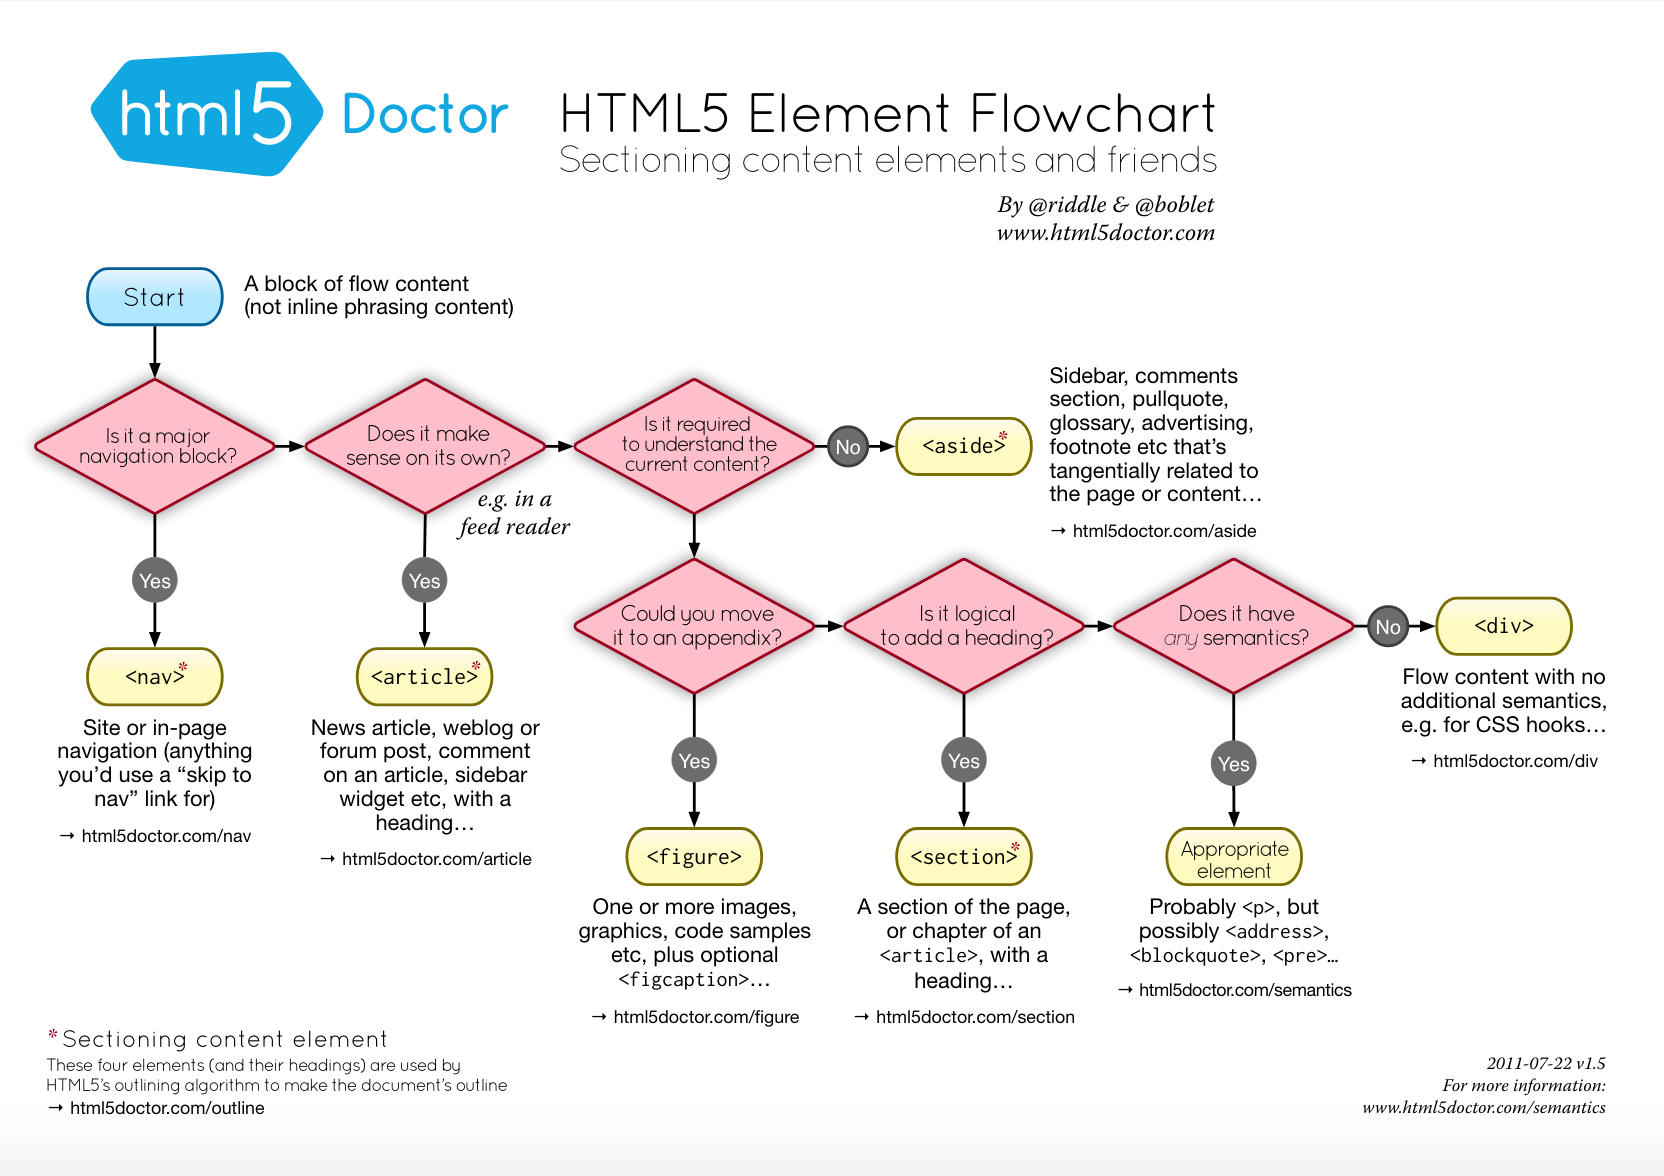 html5 Doctor
HTML5 Element Flowchart
Sectioning content elements and friends
By @riddle & @boblet
www.html5doctor.com
Start
A block of flow content
(not inline phrasing content)
Is it a major
navigation block?
Does it make
sense on its own?
e.g. in a
feed reader
Is it required
to understand the
current content?
No
<aside>*
Sidebar, comments
section, pullquote,
glossary, advertising,
footnote etc that’s
tangentially related to
the page or content…
→ html5doctor.com/aside
Yes
<nav>*
Site or in-page
navigation (anything
you’d use a “skip to
nav” link for)
→ html5doctor.com/nav
Yes
<article>*
News article, weblog or
forum post, comment
on an article, sidebar
widget etc, with a
heading…
→ html5doctor.com/article
Could you move
it to an appendix?
Is it logical
to add a heading?
Does it have
any semantics?
No
<div>
Flow content with no
additional semantics,
e.g. for CSS hooks…
→ html5doctor.com/div
Yes
<figure>
One or more images,
graphics, code samples
etc, plus optional
<figcaption>…
→ html5doctor.com/figure
Yes
<section>*
A section of the page,
or chapter of an
<article>, with a
heading…
→ html5doctor.com/section
Yes
Appropriate
element
Probably <p>, but
possibly <address>,
<blockquote>, <pre>…
→ html5doctor.com/semantics
*Sectioning content element
These four elements (and their headings) are used by
HTML5’s outlining algorithm to make the document’s outline
→ html5doctor.com/outline
2011-07-22 v1.5
For more information:
www.html5doctor.com/semantics